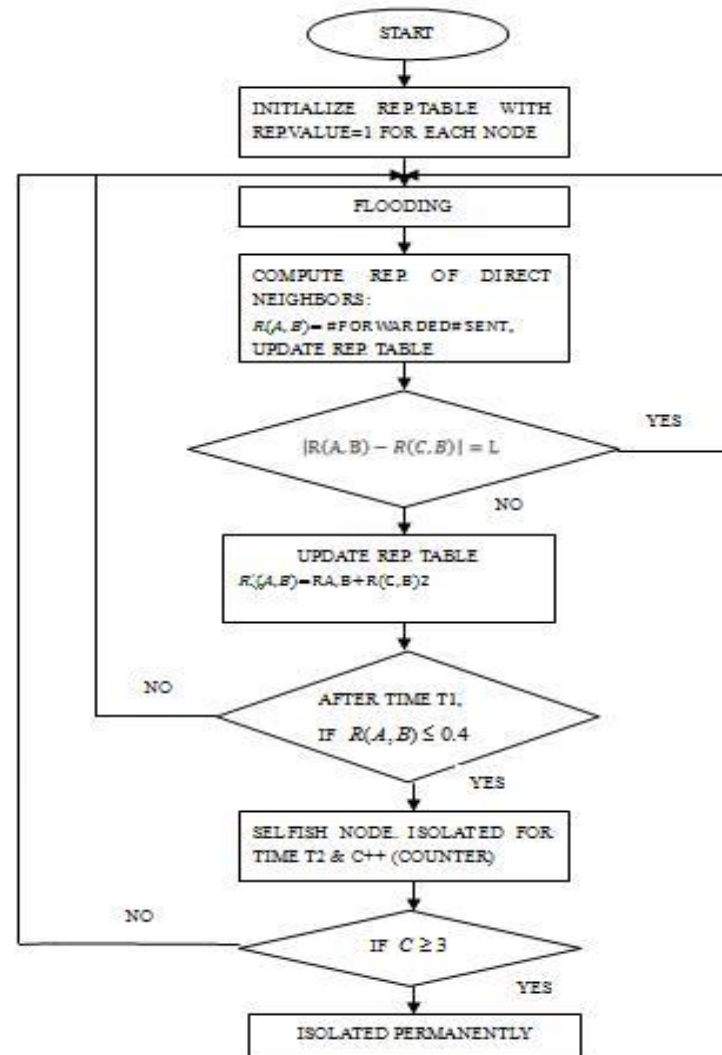 START
INITIALIZE REP.TABLE WITH
REP.VALUE=1 FOR EACH NODE
FLOODING
COMPUTE REP. OF DIRECT
NEIGHBORS:
R(A,B)= #FORWARDED#SENT,
UPDATE REP. TABLE
|R(A,B) − R(C,B)| = L
YES
NO
UPDATE REP. TABLE
R(A,B)=RA,B+R(C,B)2
NO
AFTER TIME T1,
IF R(A,B) ≤ 0.4
YES
SELFISH NODE. ISOLATED FOR
TIME T2 & C++ (COUNTER)
NO
IF C ≥ 3
YES
ISOLATED PERMANENTLY